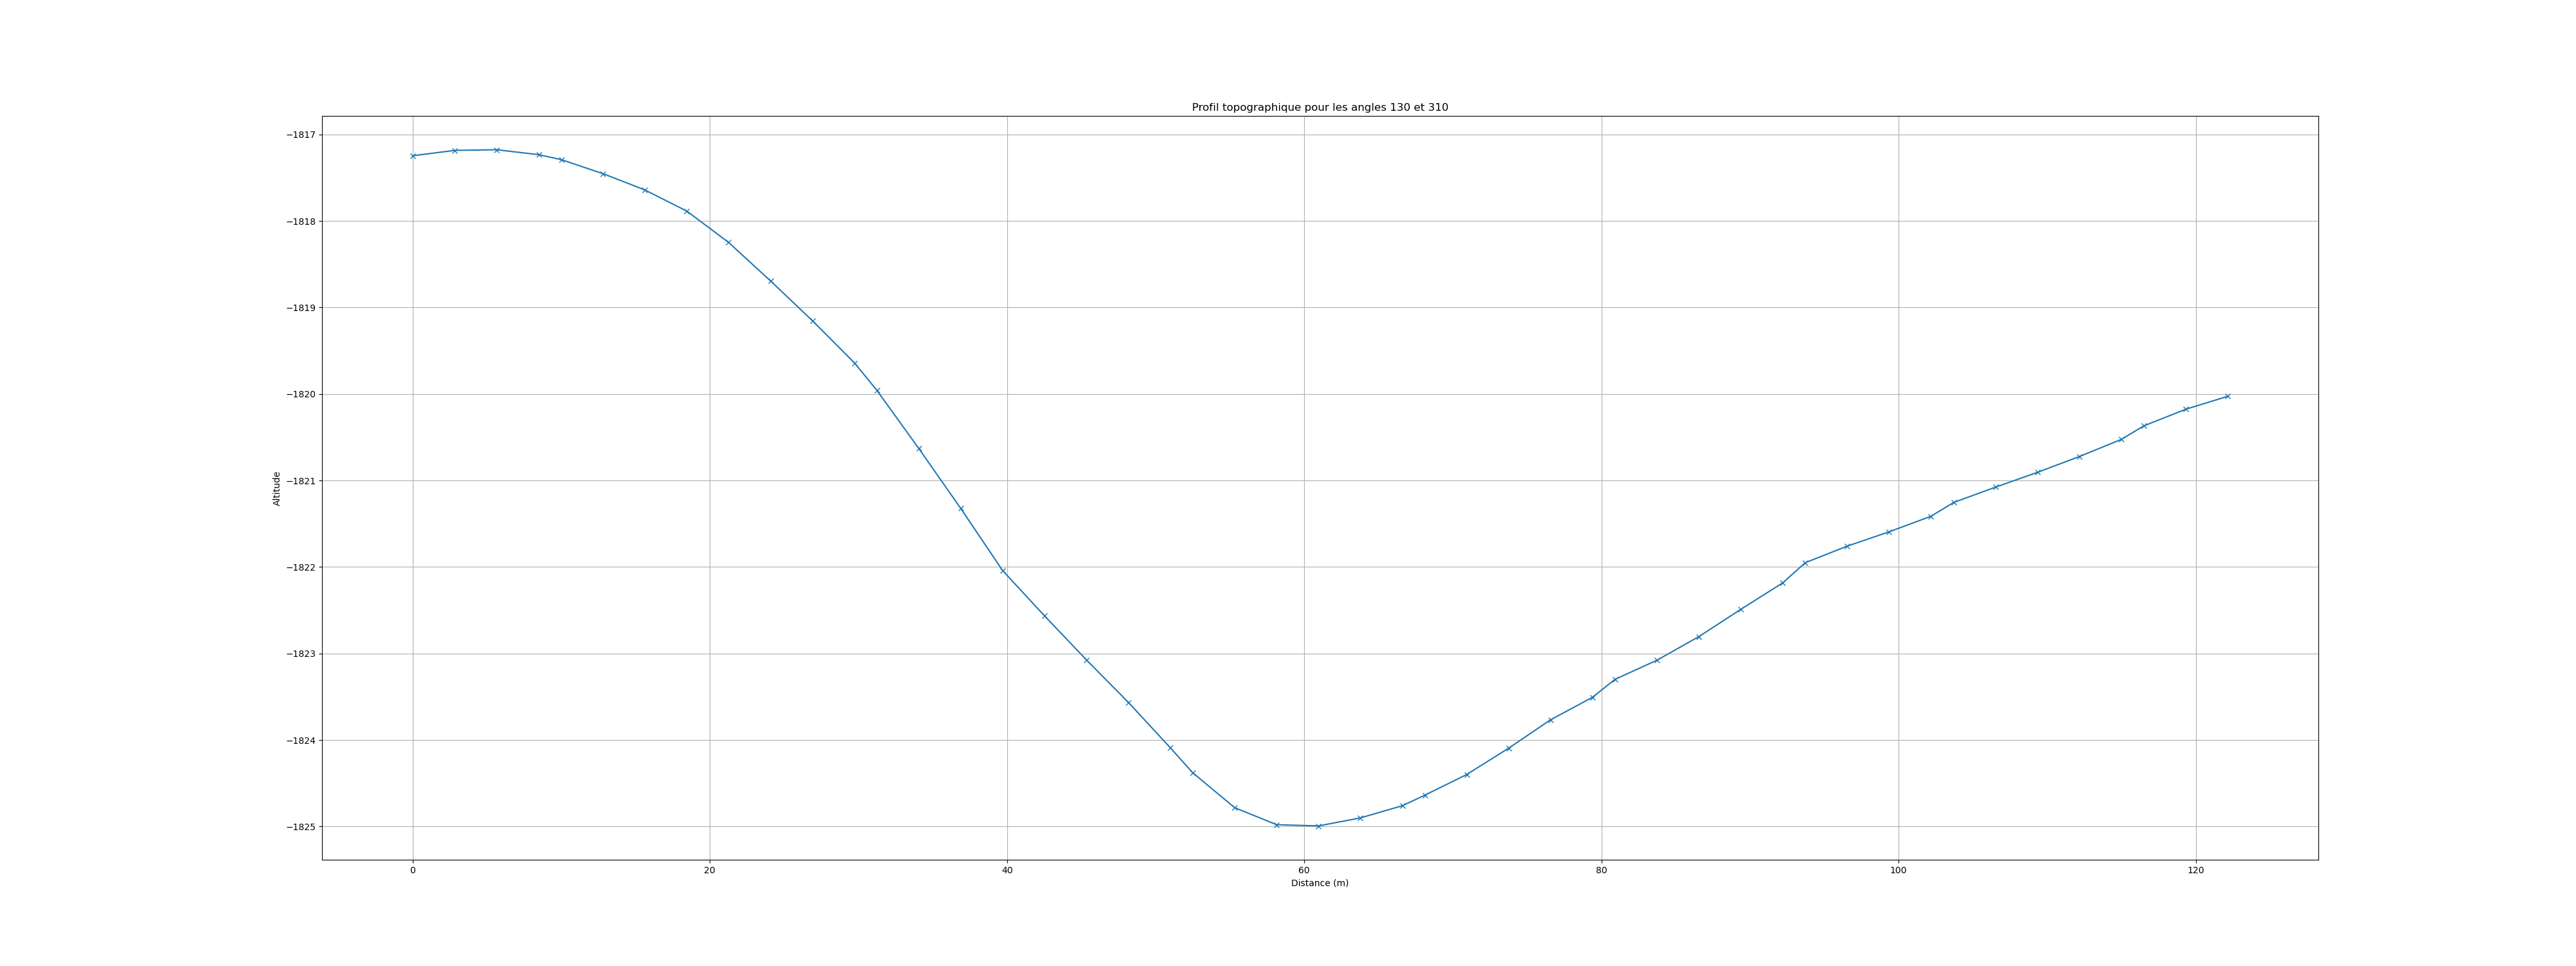 Profil topographique pour les angles 130 et 310
−1817
−1818
−1819
−1820
−1821
−1822
−1823
−1824
−1825
Altitude
0 20 40 60 80 100 120
Distance (m)